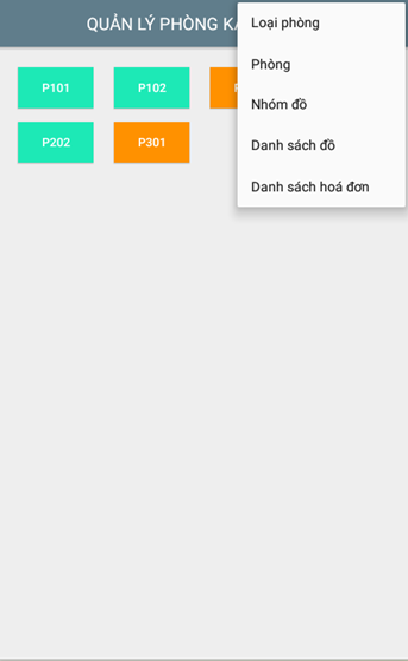 QUẢN LÝ PHÒNG
Loại phòng
Phòng
Nhóm đồ
Danh sách đồ
Danh sách hoá đơn
P101
P102
P202
P301